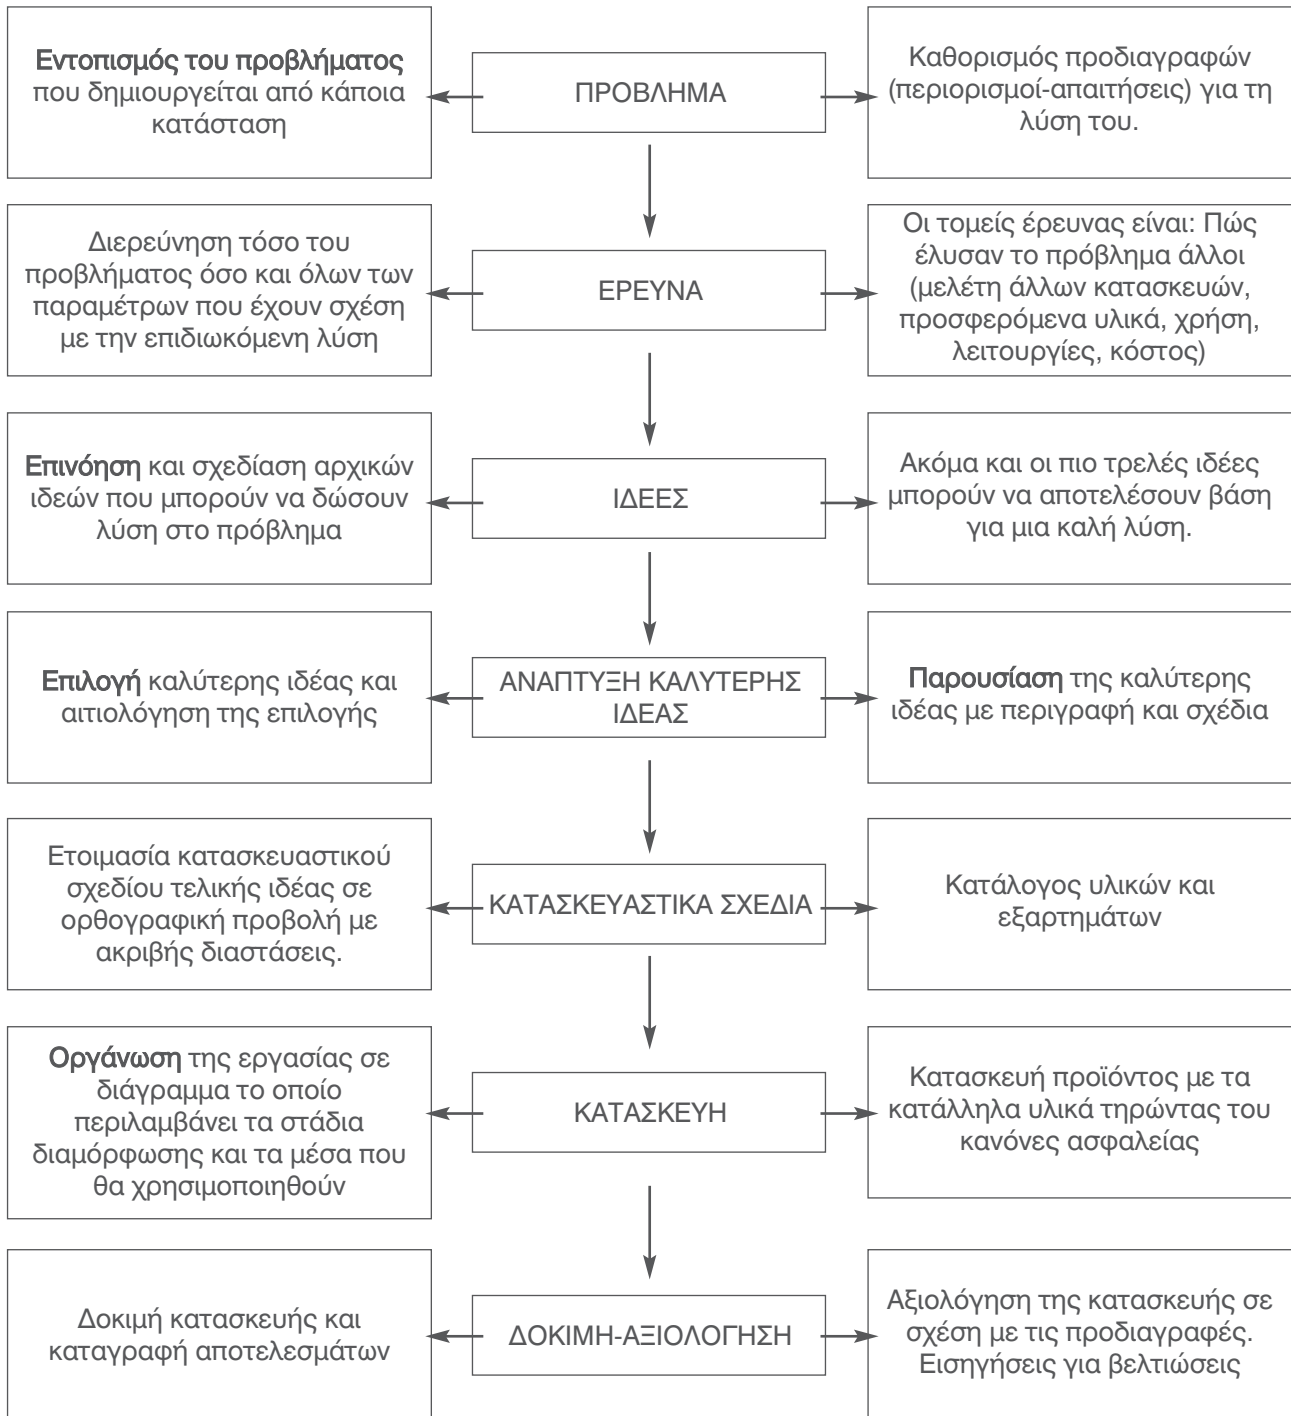 Εντοπισμός του προβλήματος
που δημιουργείται από κάποια
κατάσταση
ΠΡΟΒΛΗΜΑ
Καθορισμός προδιαγραφών
(περιορισμοί-απαιτήσεις) για τη
λύση του.
Διερεύνηση τόσο του
προβλήματος όσο και όλων των
παραμέτρων που έχουν σχέση
με την επιδιωκόμενη λύση
ΕΡΕΥΝΑ
Οι τομείς έρευνας είναι: Πώς
έλυσαν το πρόβλημα άλλοι
(μελέτη άλλων κατασκευών,
προσφερόμενα υλικά, χρήση,
λειτουργίες, κόστος)
Επινόηση και σχεδίαση αρχικών
ιδεών που μπορούν να δώσουν
λύση στο πρόβλημα
ΙΔΕΕΣ
Ακόμα και οι πιο τρελές ιδέες
μπορούν να αποτελέσουν βάση
για μια καλή λύση.
Επιλογή καλύτερης ιδέας και
αιτιολόγηση της επιλογής
ΑΝΑΠΤΥΞΗ ΚΑΛΥΤΕΡΗΣ
ΙΔΕΑΣ
Παρουσίαση της καλύτερης
ιδέας με περιγραφή και σχέδια
Ετοιμασία κατασκευαστικού
σχεδίου τελικής ιδέας σε
ορθογραφική προβολή με
ακριβής διαστάσεις.
ΚΑΤΑΣΚΕΥΑΣΤΙΚΑ ΣΧΕΔΙΑ
Κατάλογος υλικών και
εξαρτημάτων
Οργάνωση της εργασίας σε
διάγραμμα το οποίο
περιλαμβάνει τα στάδια
διαμόρφωσης και τα μέσα που
θα χρησιμοποιηθούν
ΚΑΤΑΣΚΕΥΗ
Κατασκευή προϊόντος με τα
κατάλληλα υλικά τηρώντας του
κανόνες ασφαλείας
Δοκιμή κατασκευής και
καταγραφή αποτελεσμάτων
ΔΟΚΙΜΗ-ΑΞΙΟΛΟΓΗΣΗ
Αξιολόγηση της κατασκευής σε
σχέση με τις προδιαγραφές.
Εισηγήσεις για βελτιώσεις